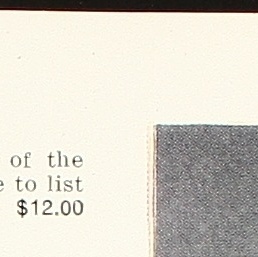 of the
to list
$12.00